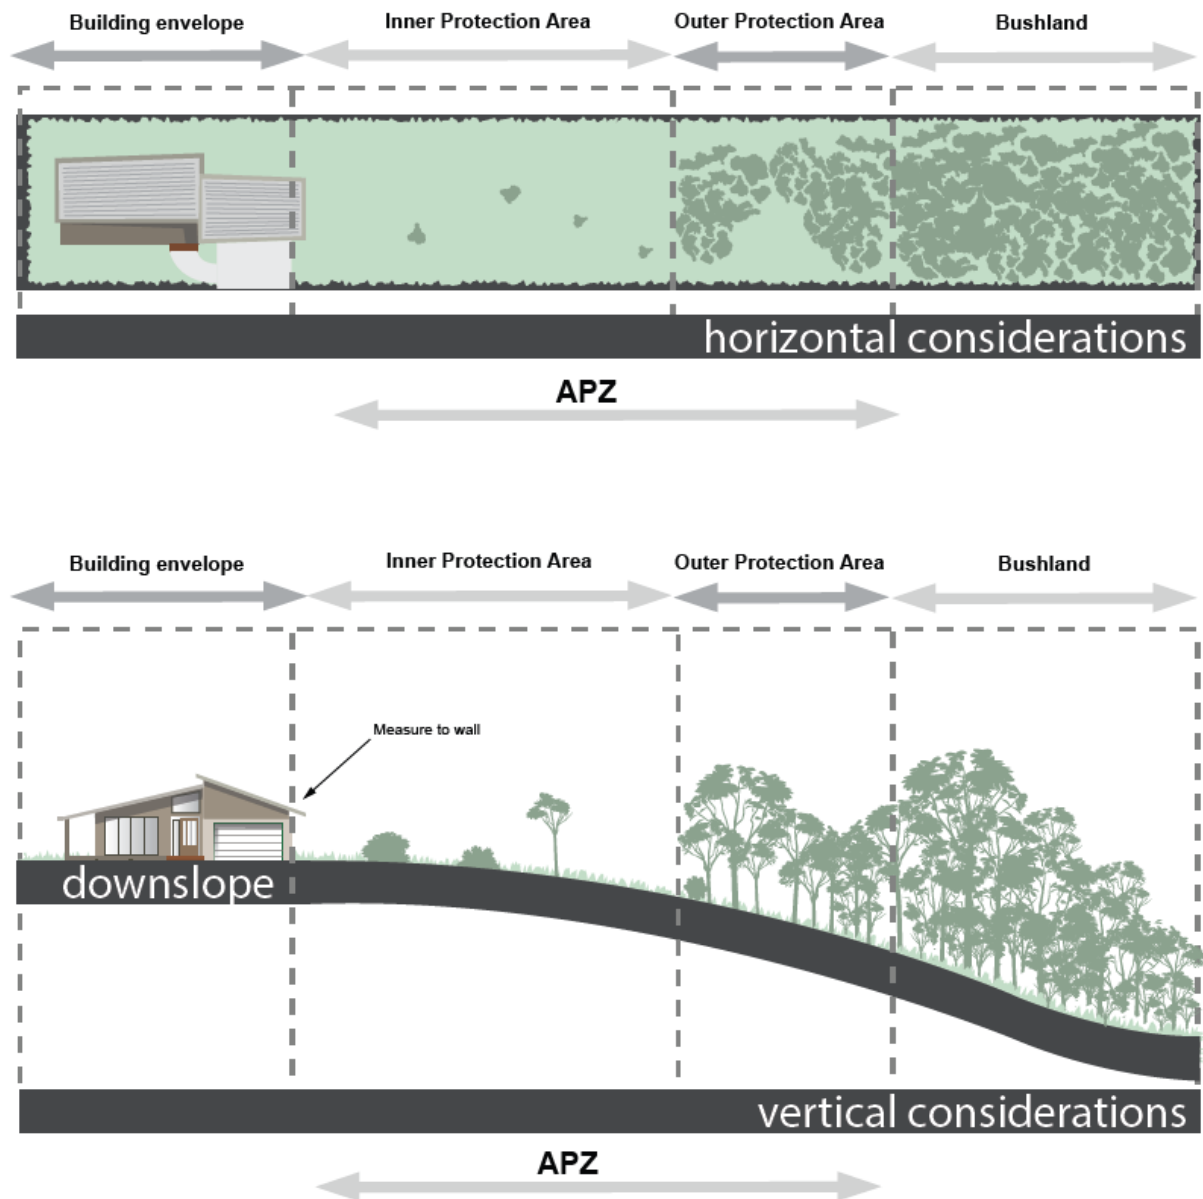 Building envelope
Inner Protection Area
Outer Protection Area
Bushland
horizontal considerations
APZ
Building envelope
Inner Protection Area
Outer Protection Area
Bushland
Measure to wall
downslope
vertical considerations
APZ